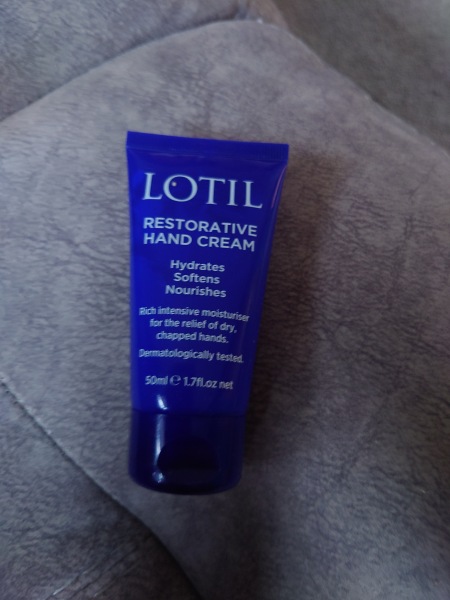 LOTIL
RESTORATIVE
HAND CREAM
Hydrates
Softens
Nourishes
Rich intensive moisturiser
for the relief of dry,
chapped hands.
Dermatologically tested.
50ml ℮ 1.7fl.oz net